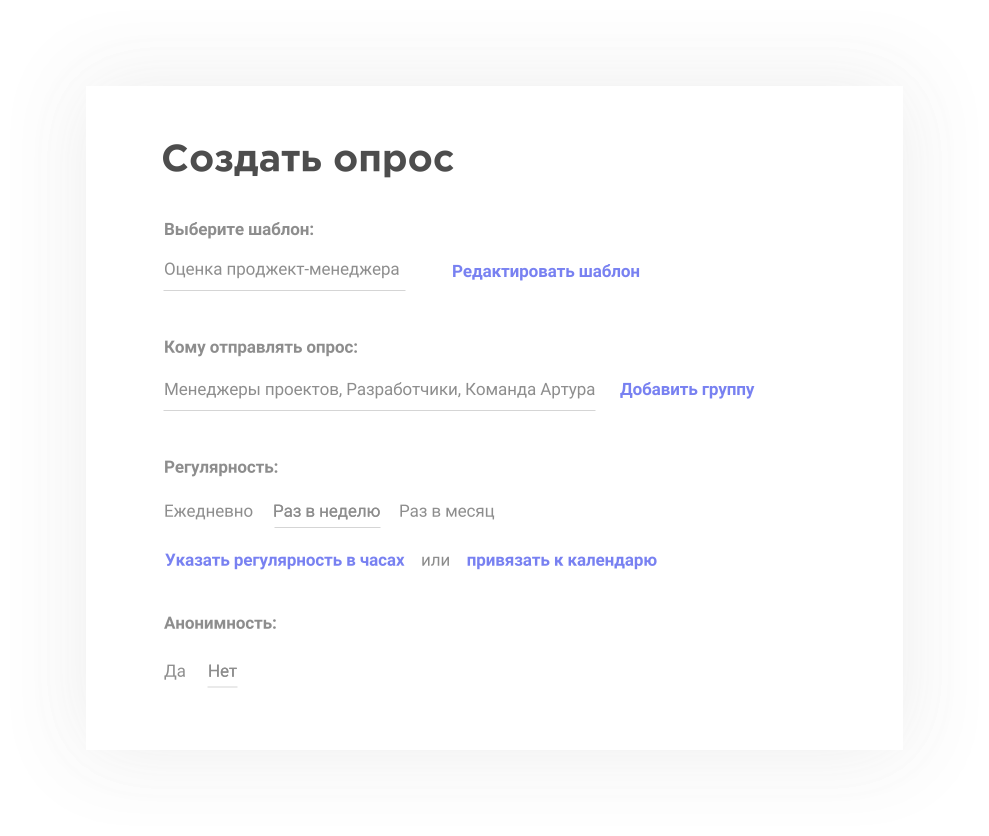 Создать опрос
Выберите шаблон:
Оценка проджект-менеджера Редактировать шаблон
Кому отправлять опрос:
Менеджеры проектов, Разработчики, Команда Артура Добавить группу
Регулярность:
Ежедневно Раз в неделю Раз в месяц
Указать регулярность в часах или привязать к календарю
Анонимность:
Да Нет